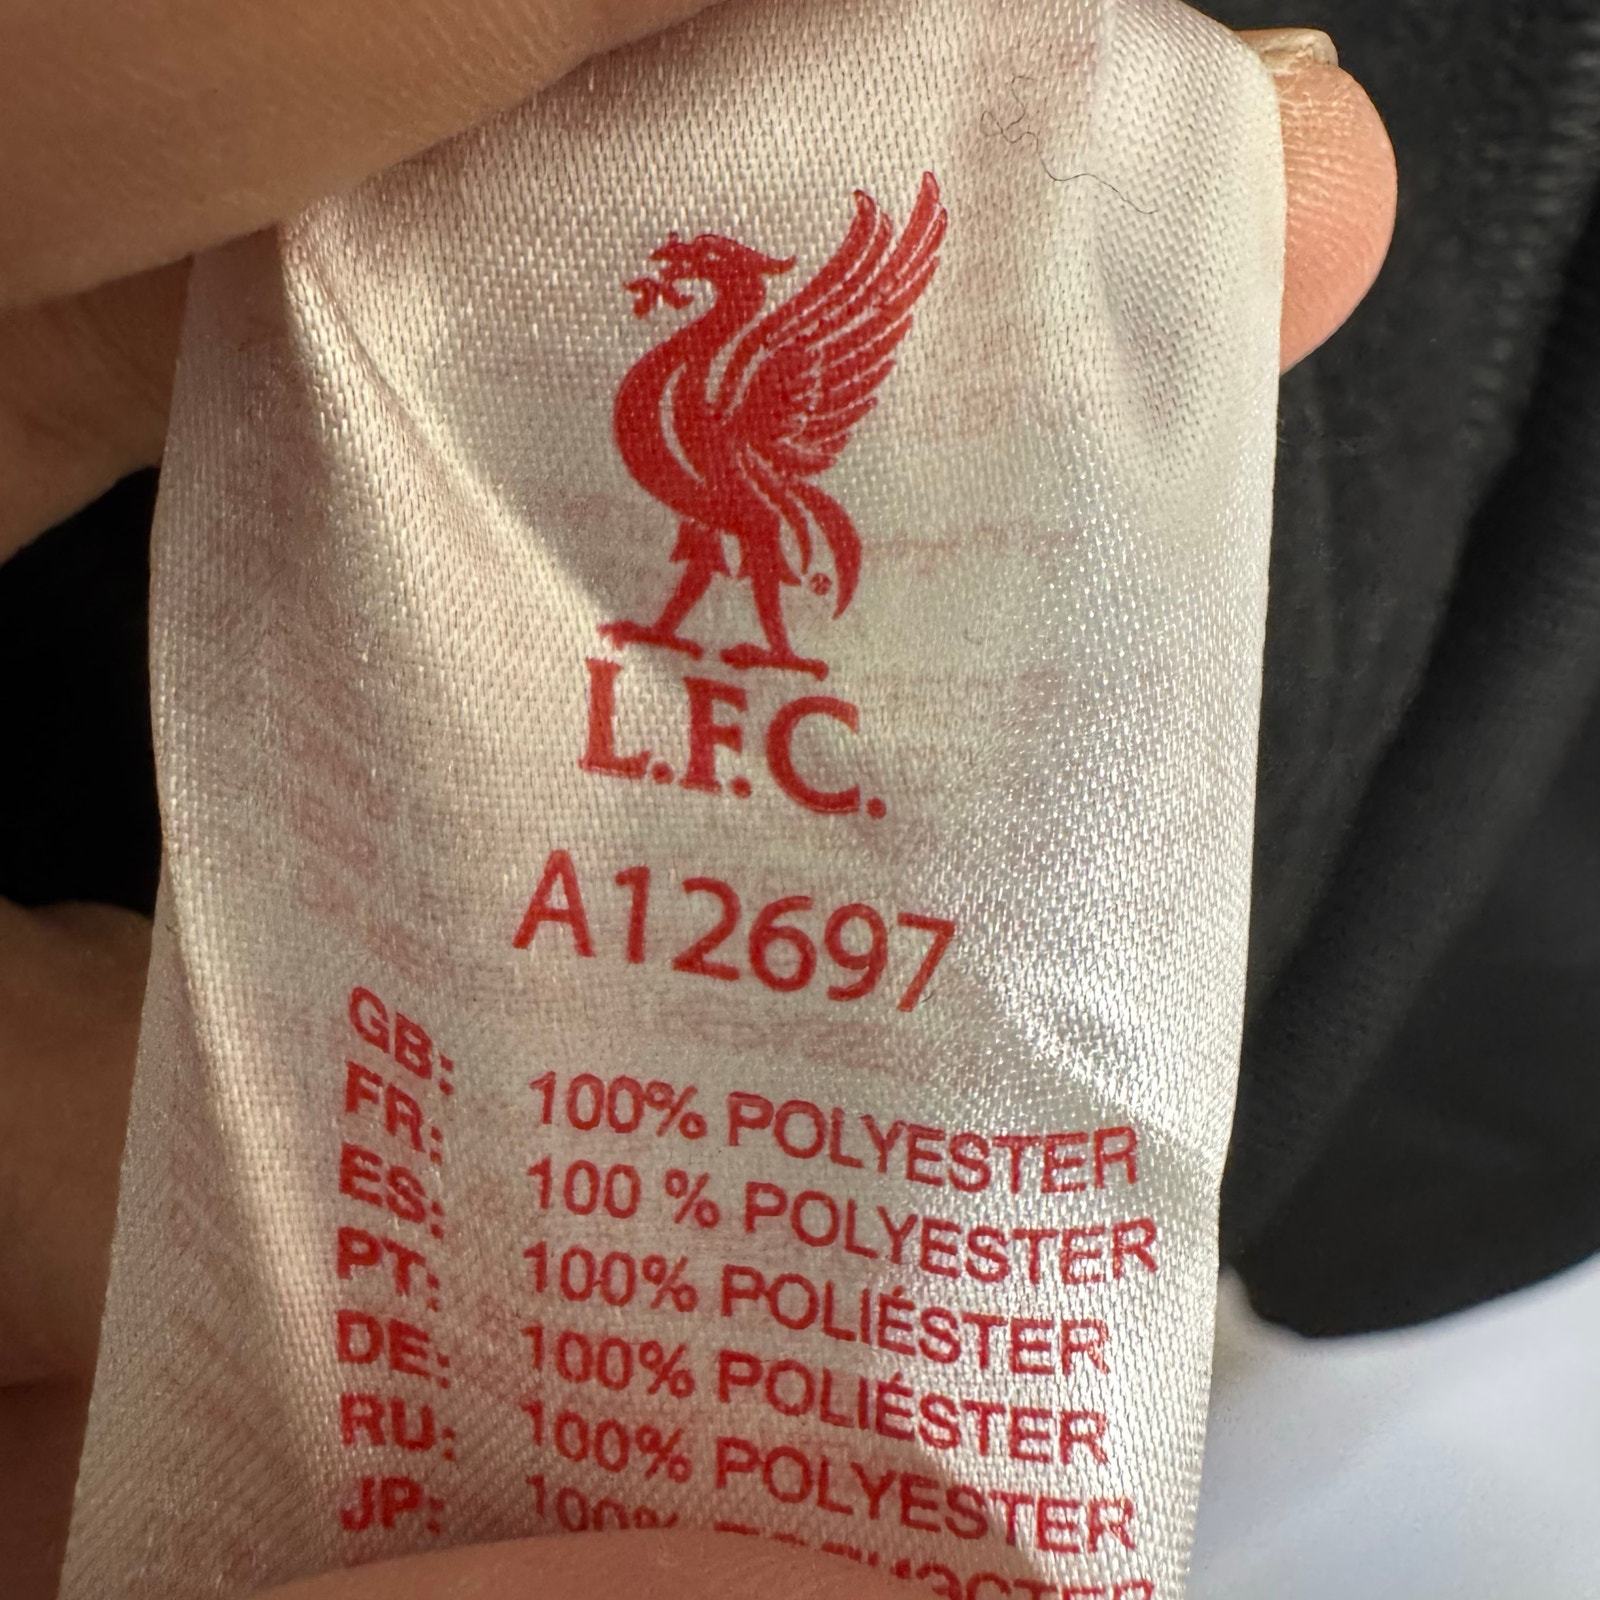 L.F.C.
A12697
GB: 100% POLYESTER
FR: 100 % POLYESTER
ES: 100% POLIÉSTER
PT: 100% POLIÉSTER
DE: 100% POLYESTER
RU: 100%
JP: